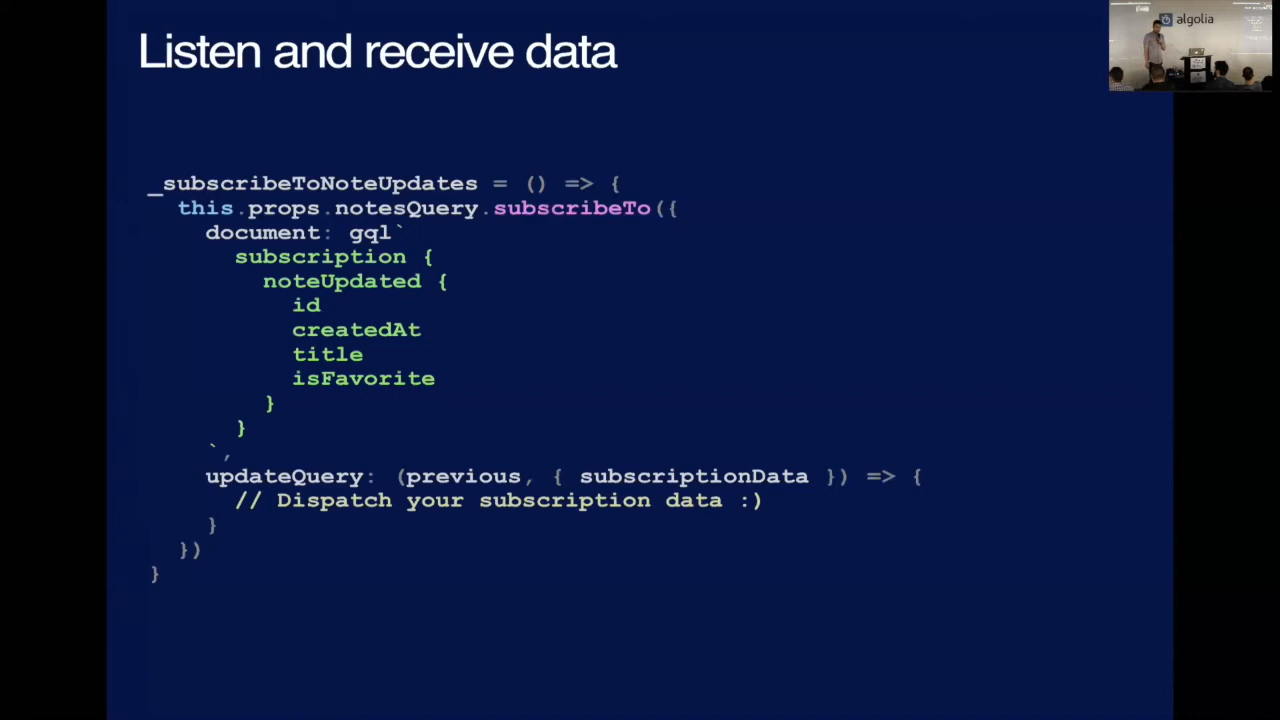 Listen and receive data
algolia
_subscribeToNoteUpdates = () => {
this.props.notesQuery.subscribeTo({
document: gql`
subscription {
noteUpdated {
id
createdAt
title
isFavorite
}
}
`,
updateQuery: (previous, { subscriptionData }) => {
// Dispatch your subscription data :)
}
})
}